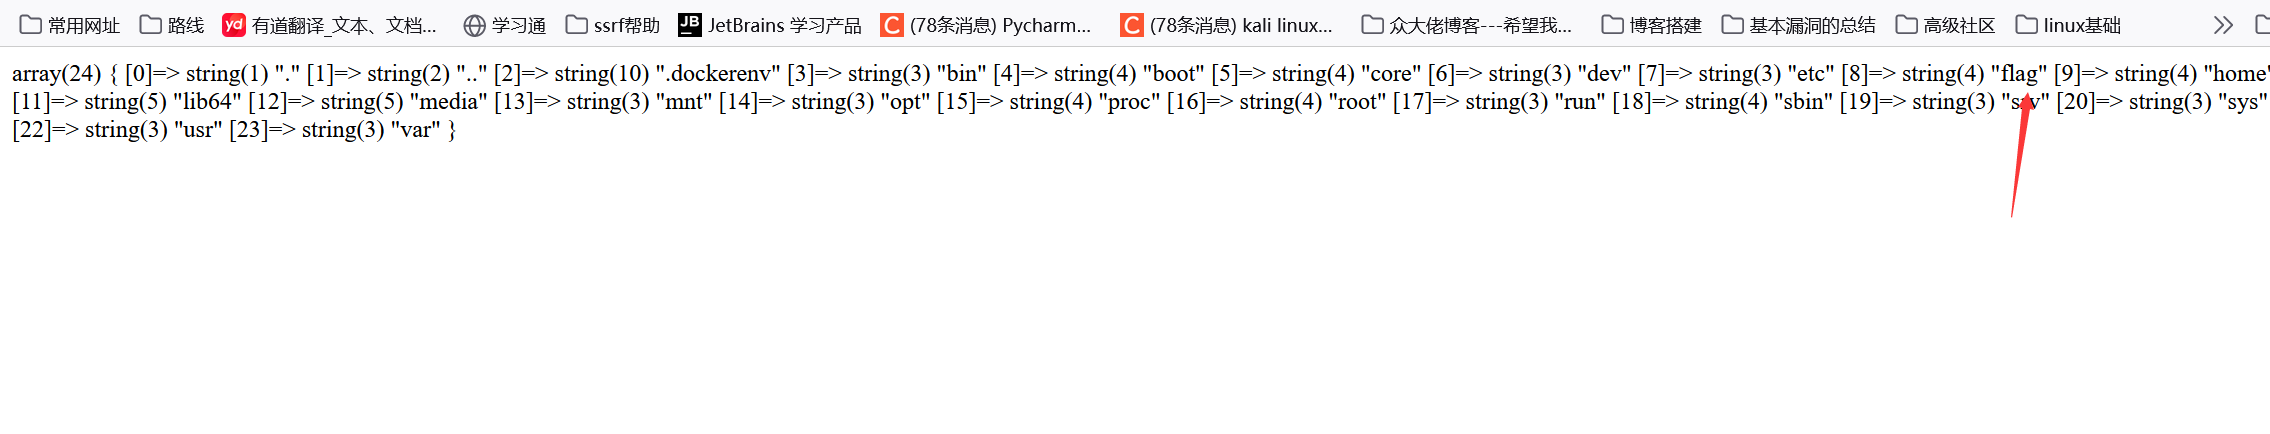 常用网址 路线 yd 有道翻译_文本、文档... 学习通 ssrf帮助 JB JetBrains 学习产品 C (78条消息) Pycharm... C (78条消息) kali linux... 众大佬博客---希望我... 博客搭建 基本漏洞的总结 高级社区 linux基础
array(24) { [0]=> string(1) "." [1]=> string(2) ".." [2]=> string(10) ".dockerenv" [3]=> string(3) "bin" [4]=> string(4) "boot" [5]=> string(4) "core" [6]=> string(3) "dev" [7]=> string(3) "etc" [8]=> string(4) "flag" [9]=> string(4) "home"
[11]=> string(5) "lib64" [12]=> string(5) "media" [13]=> string(3) "mnt" [14]=> string(3) "opt" [15]=> string(4) "proc" [16]=> string(4) "root" [17]=> string(3) "run" [18]=> string(4) "sbin" [19]=> string(3) "srv" [20]=> string(3) "sys"
[22]=> string(3) "usr" [23]=> string(3) "var" }